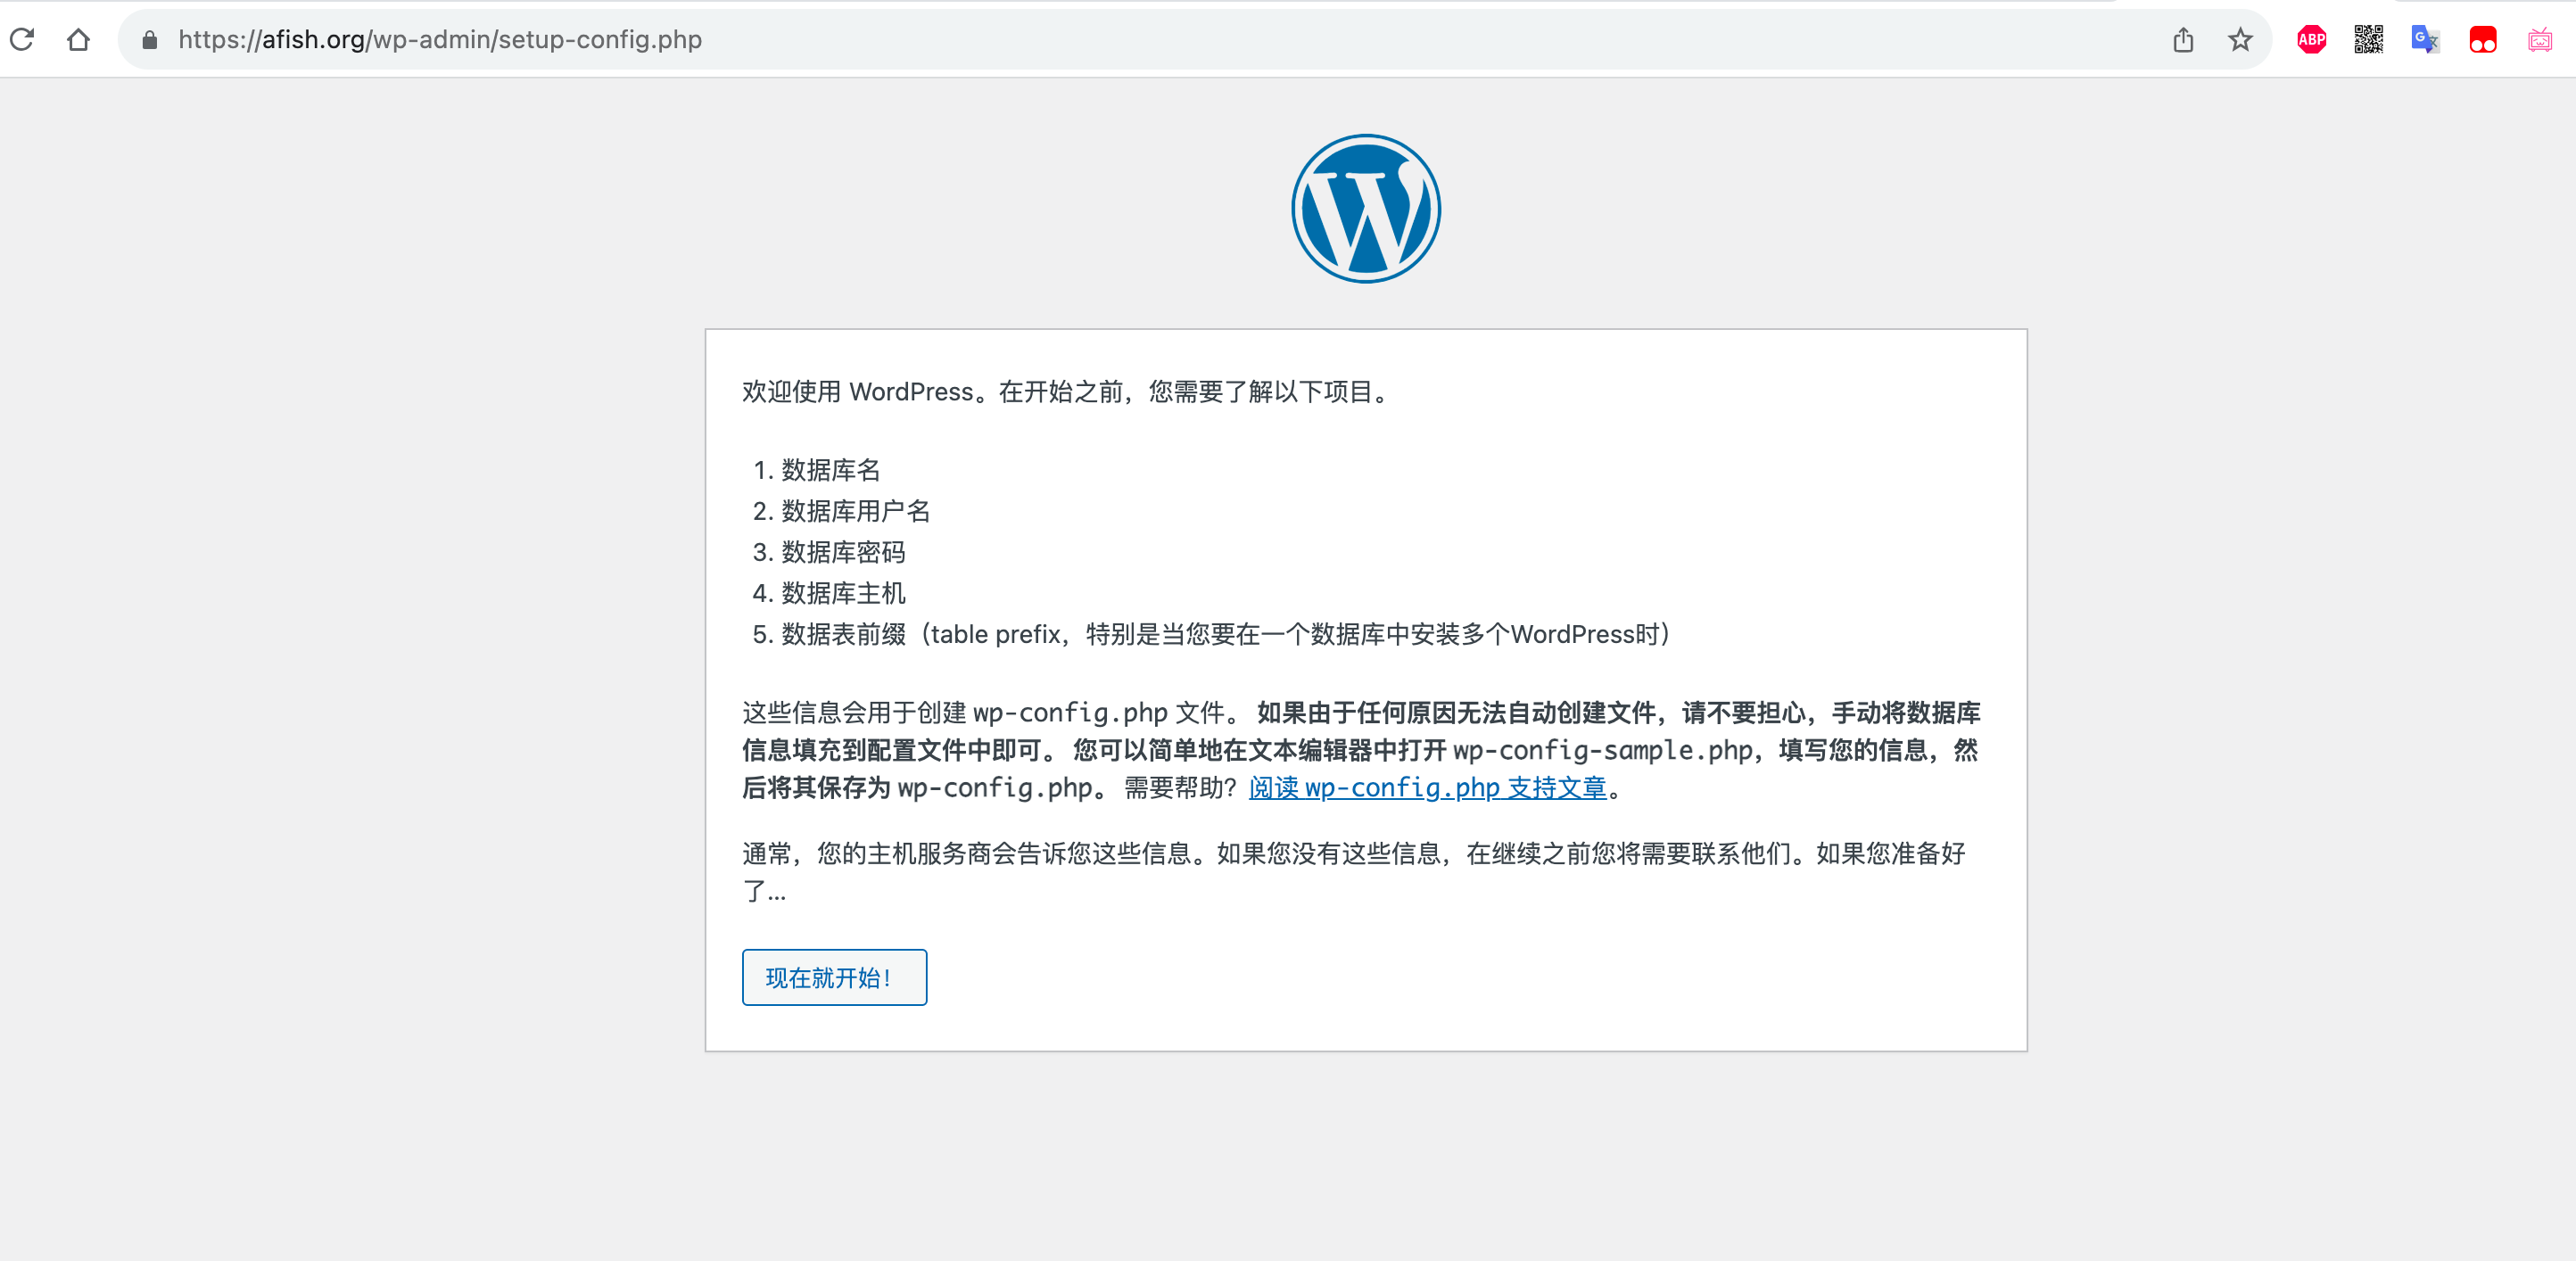 https://afish.org/wp-admin/setup-config.php
ABP
欢迎使用 WordPress。在开始之前，您需要了解以下项目。
1. 数据库名
2. 数据库用户名
3. 数据库密码
4. 数据库主机
5. 数据表前缀（table prefix，特别是当您要在一个数据库中安装多个WordPress时）
这些信息会用于创建 wp-config.php 文件。 如果由于任何原因无法自动创建文件，请不要担心，手动将数据库
信息填充到配置文件中即可。 您可以简单地在文本编辑器中打开 wp-config-sample.php，填写您的信息，然
后将其保存为 wp-config.php。 需要帮助？阅读 wp-config.php 支持文章。
通常，您的主机服务商会告诉您这些信息。如果您没有这些信息，在继续之前您将需要联系他们。如果您准备好
了...
现在就开始！